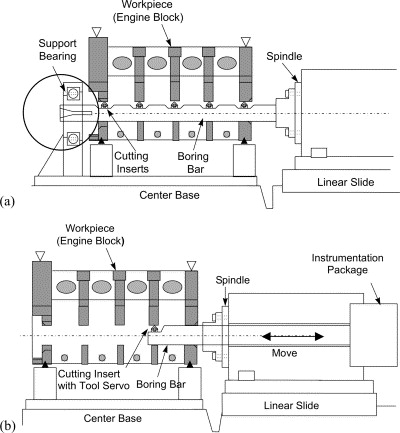 Workpiece
(Engine Block)
Support
Bearing
Spindle
Cutting
Inserts
Boring
Bar
Linear Slide
Center Base
(a)
Workpiece
(Engine Block)
Instrumentation
Package
Spindle
Move
Cutting Insert
with Tool Servo
Boring Bar
Linear Slide
Center Base
(b)